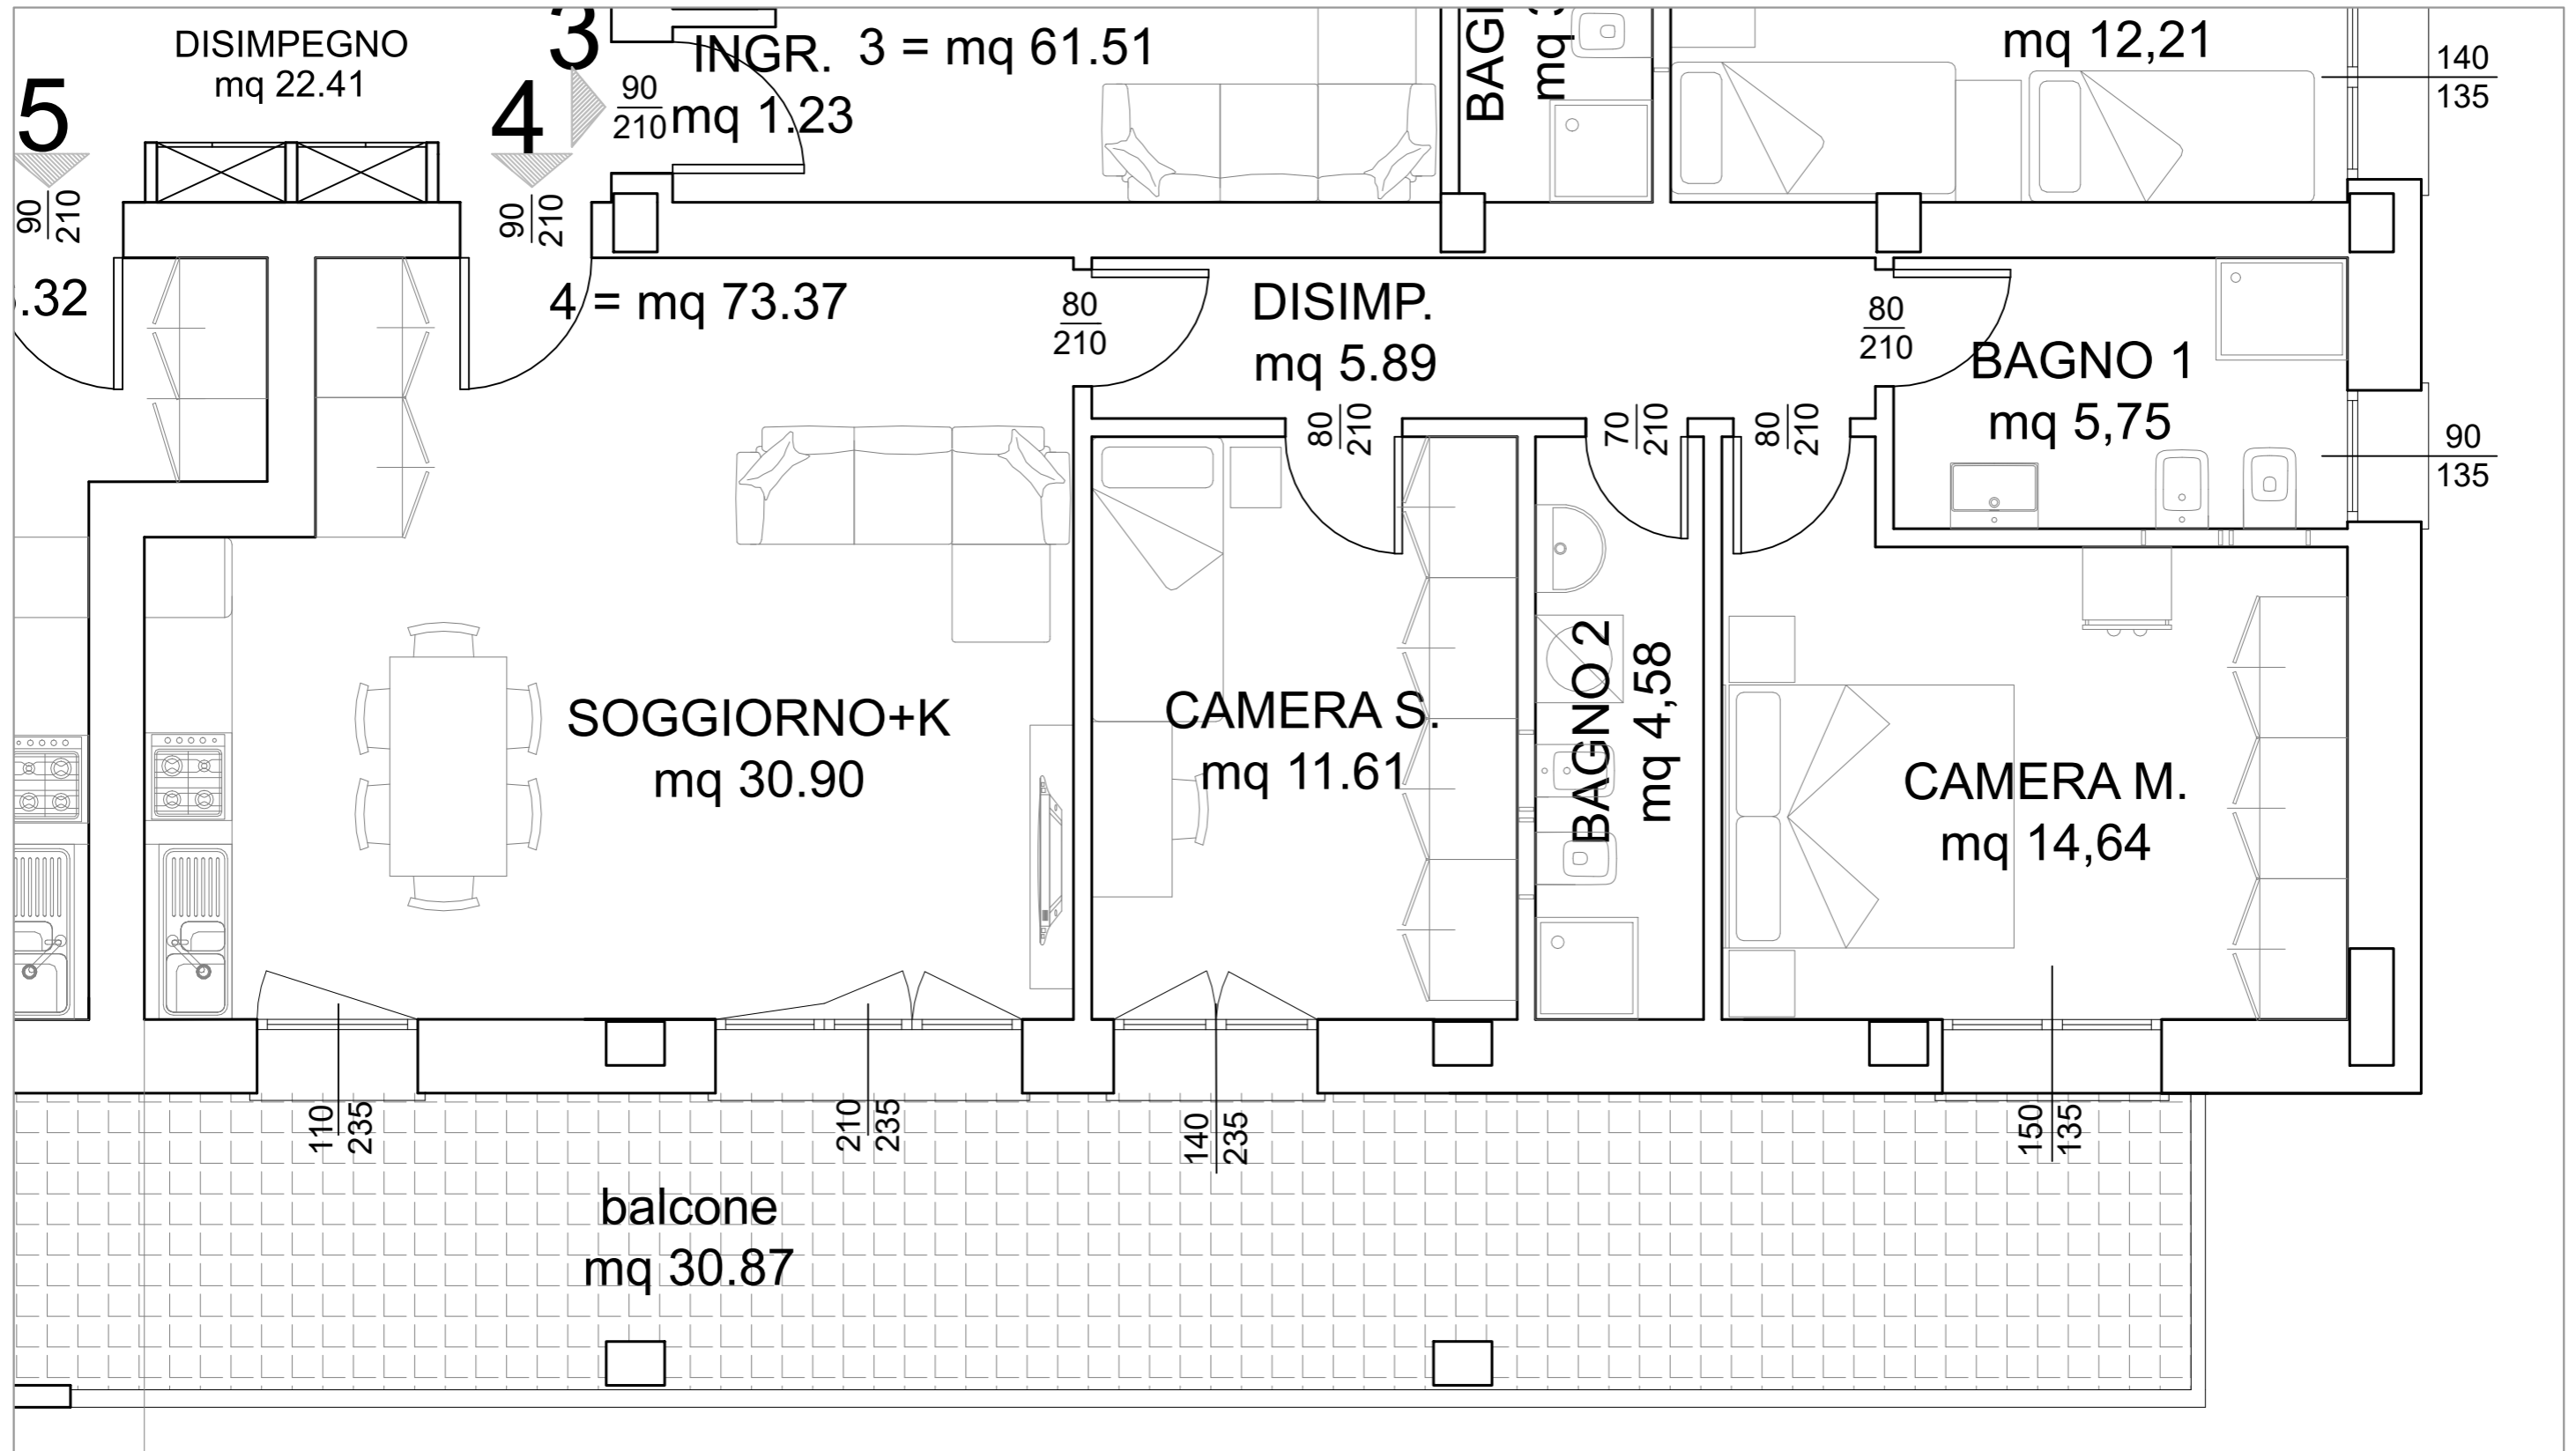 DISIMPEGNO
mq 22.41
5
4
3
INGR.
mq 1.23
3 = mq 61.51
90
210
mq 12,21
140
135
90
210
90
210
4 = mq 73.37
80
210
DISIMP.
mq 5.89
80
210
BAGNO 1
mq 5,75
90
135
80
210
70
210
80
210
SOGGIORNO+K
mq 30.90
CAMERA S.
mq 11.61
BAGNO 2
mq 4,58
CAMERA M.
mq 14,64
110
235
210
235
140
235
150
135
balcone
mq 30.87